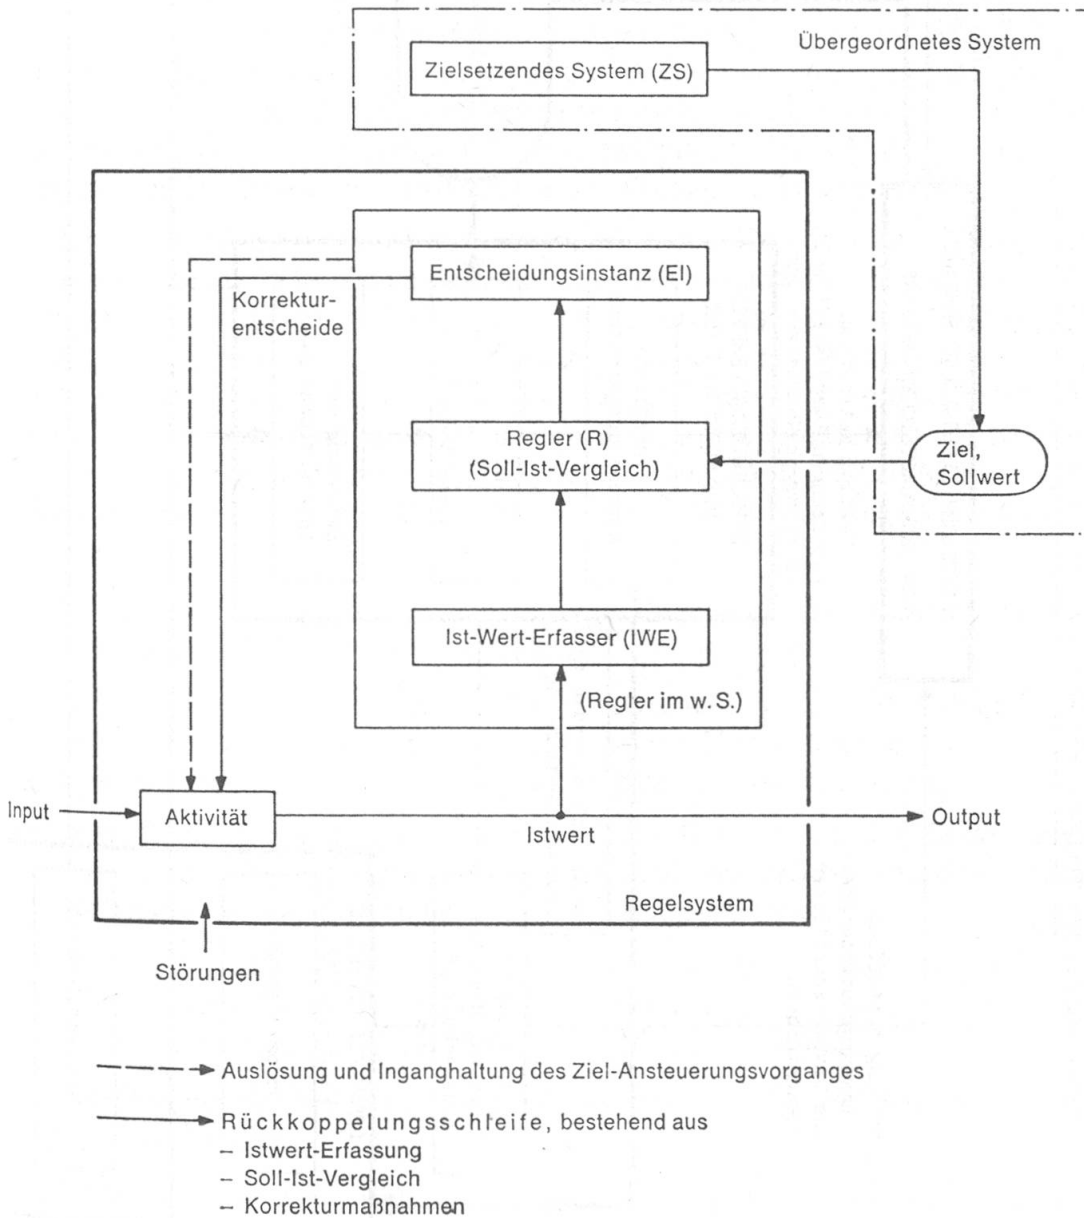 Übergeordnetes System
Zielsetzendes System (ZS)
Entscheidungsinstanz (EI)
Korrektur-
entscheide
Regler (R)
(Soll-Ist-Vergleich)
Ziel,
Sollwert
Ist-Wert-Erfasser (IWE)
(Regler im w. S.)
Input
Aktivität
Istwert
Output
Regelsystem
Störungen
Auslösung und Inganghaltung des Ziel-Ansteuerungsvorganges
Rückkoppelungsschleife, bestehend aus
– Istwert-Erfassung
– Soll-Ist-Vergleich
– Korrekturmaßnahmen